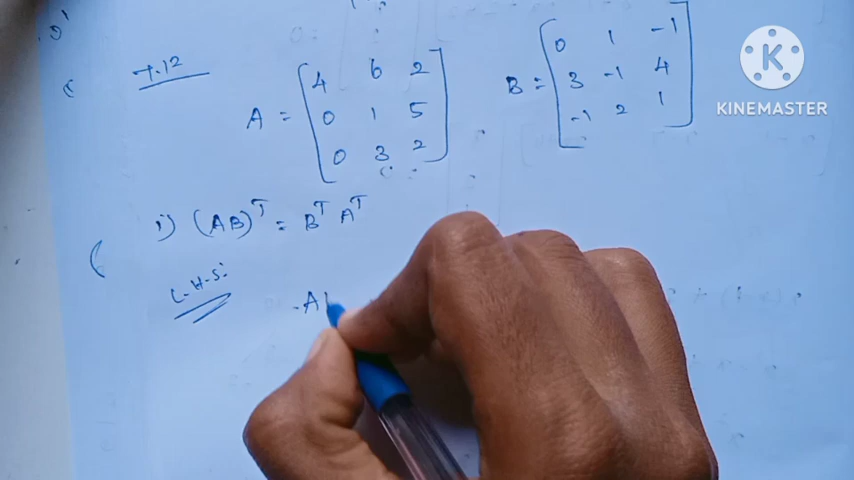 7.12
A = [ 4 6 2
0 1 5
0 3 2 ]
B = [ 0 1 -1
3 -1 4
-1 2 1 ]
i) (AB)ᵀ = Bᵀ Aᵀ
L.H.S:
A
K
KINEMASTER